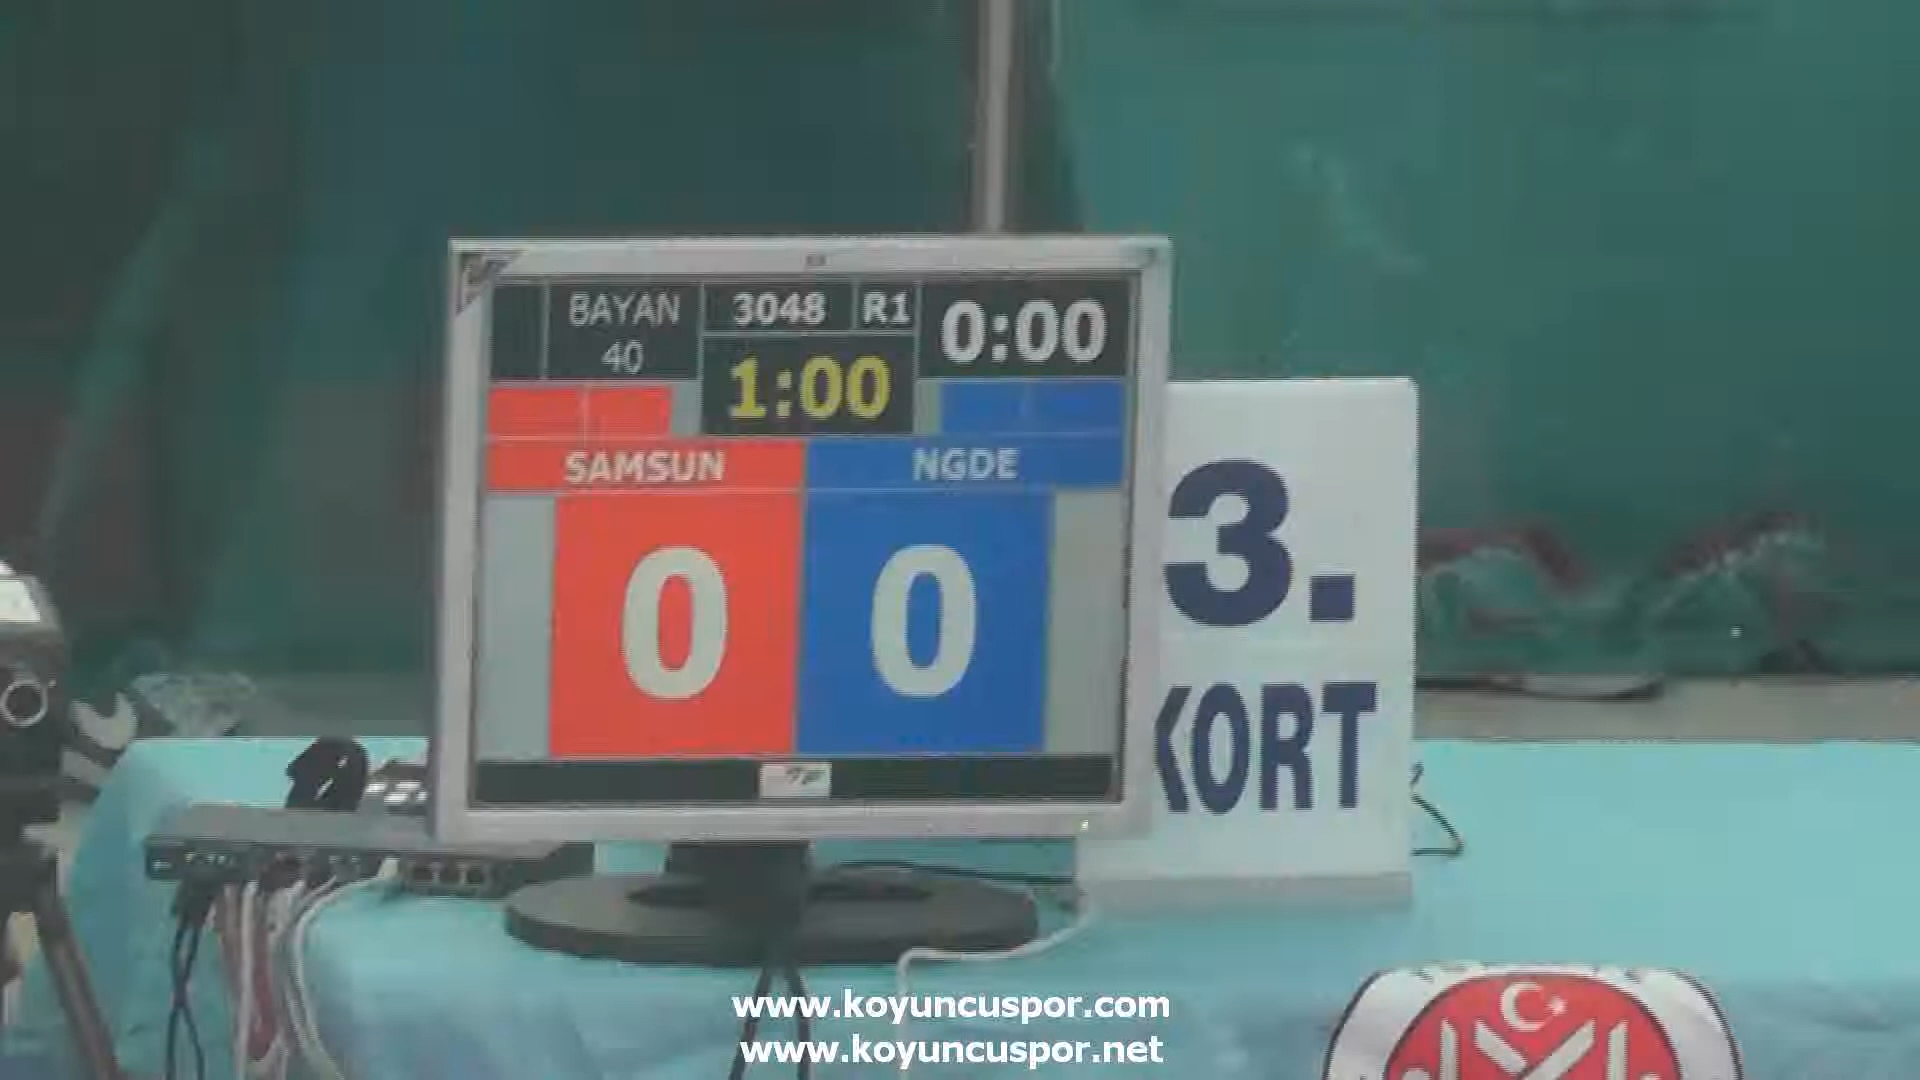 BAYAN
40
3048
R1
1:00
0:00
SAMSUN
NGDE
0
0
3.
KORT
www.koyuncuspor.com
www.koyuncuspor.net